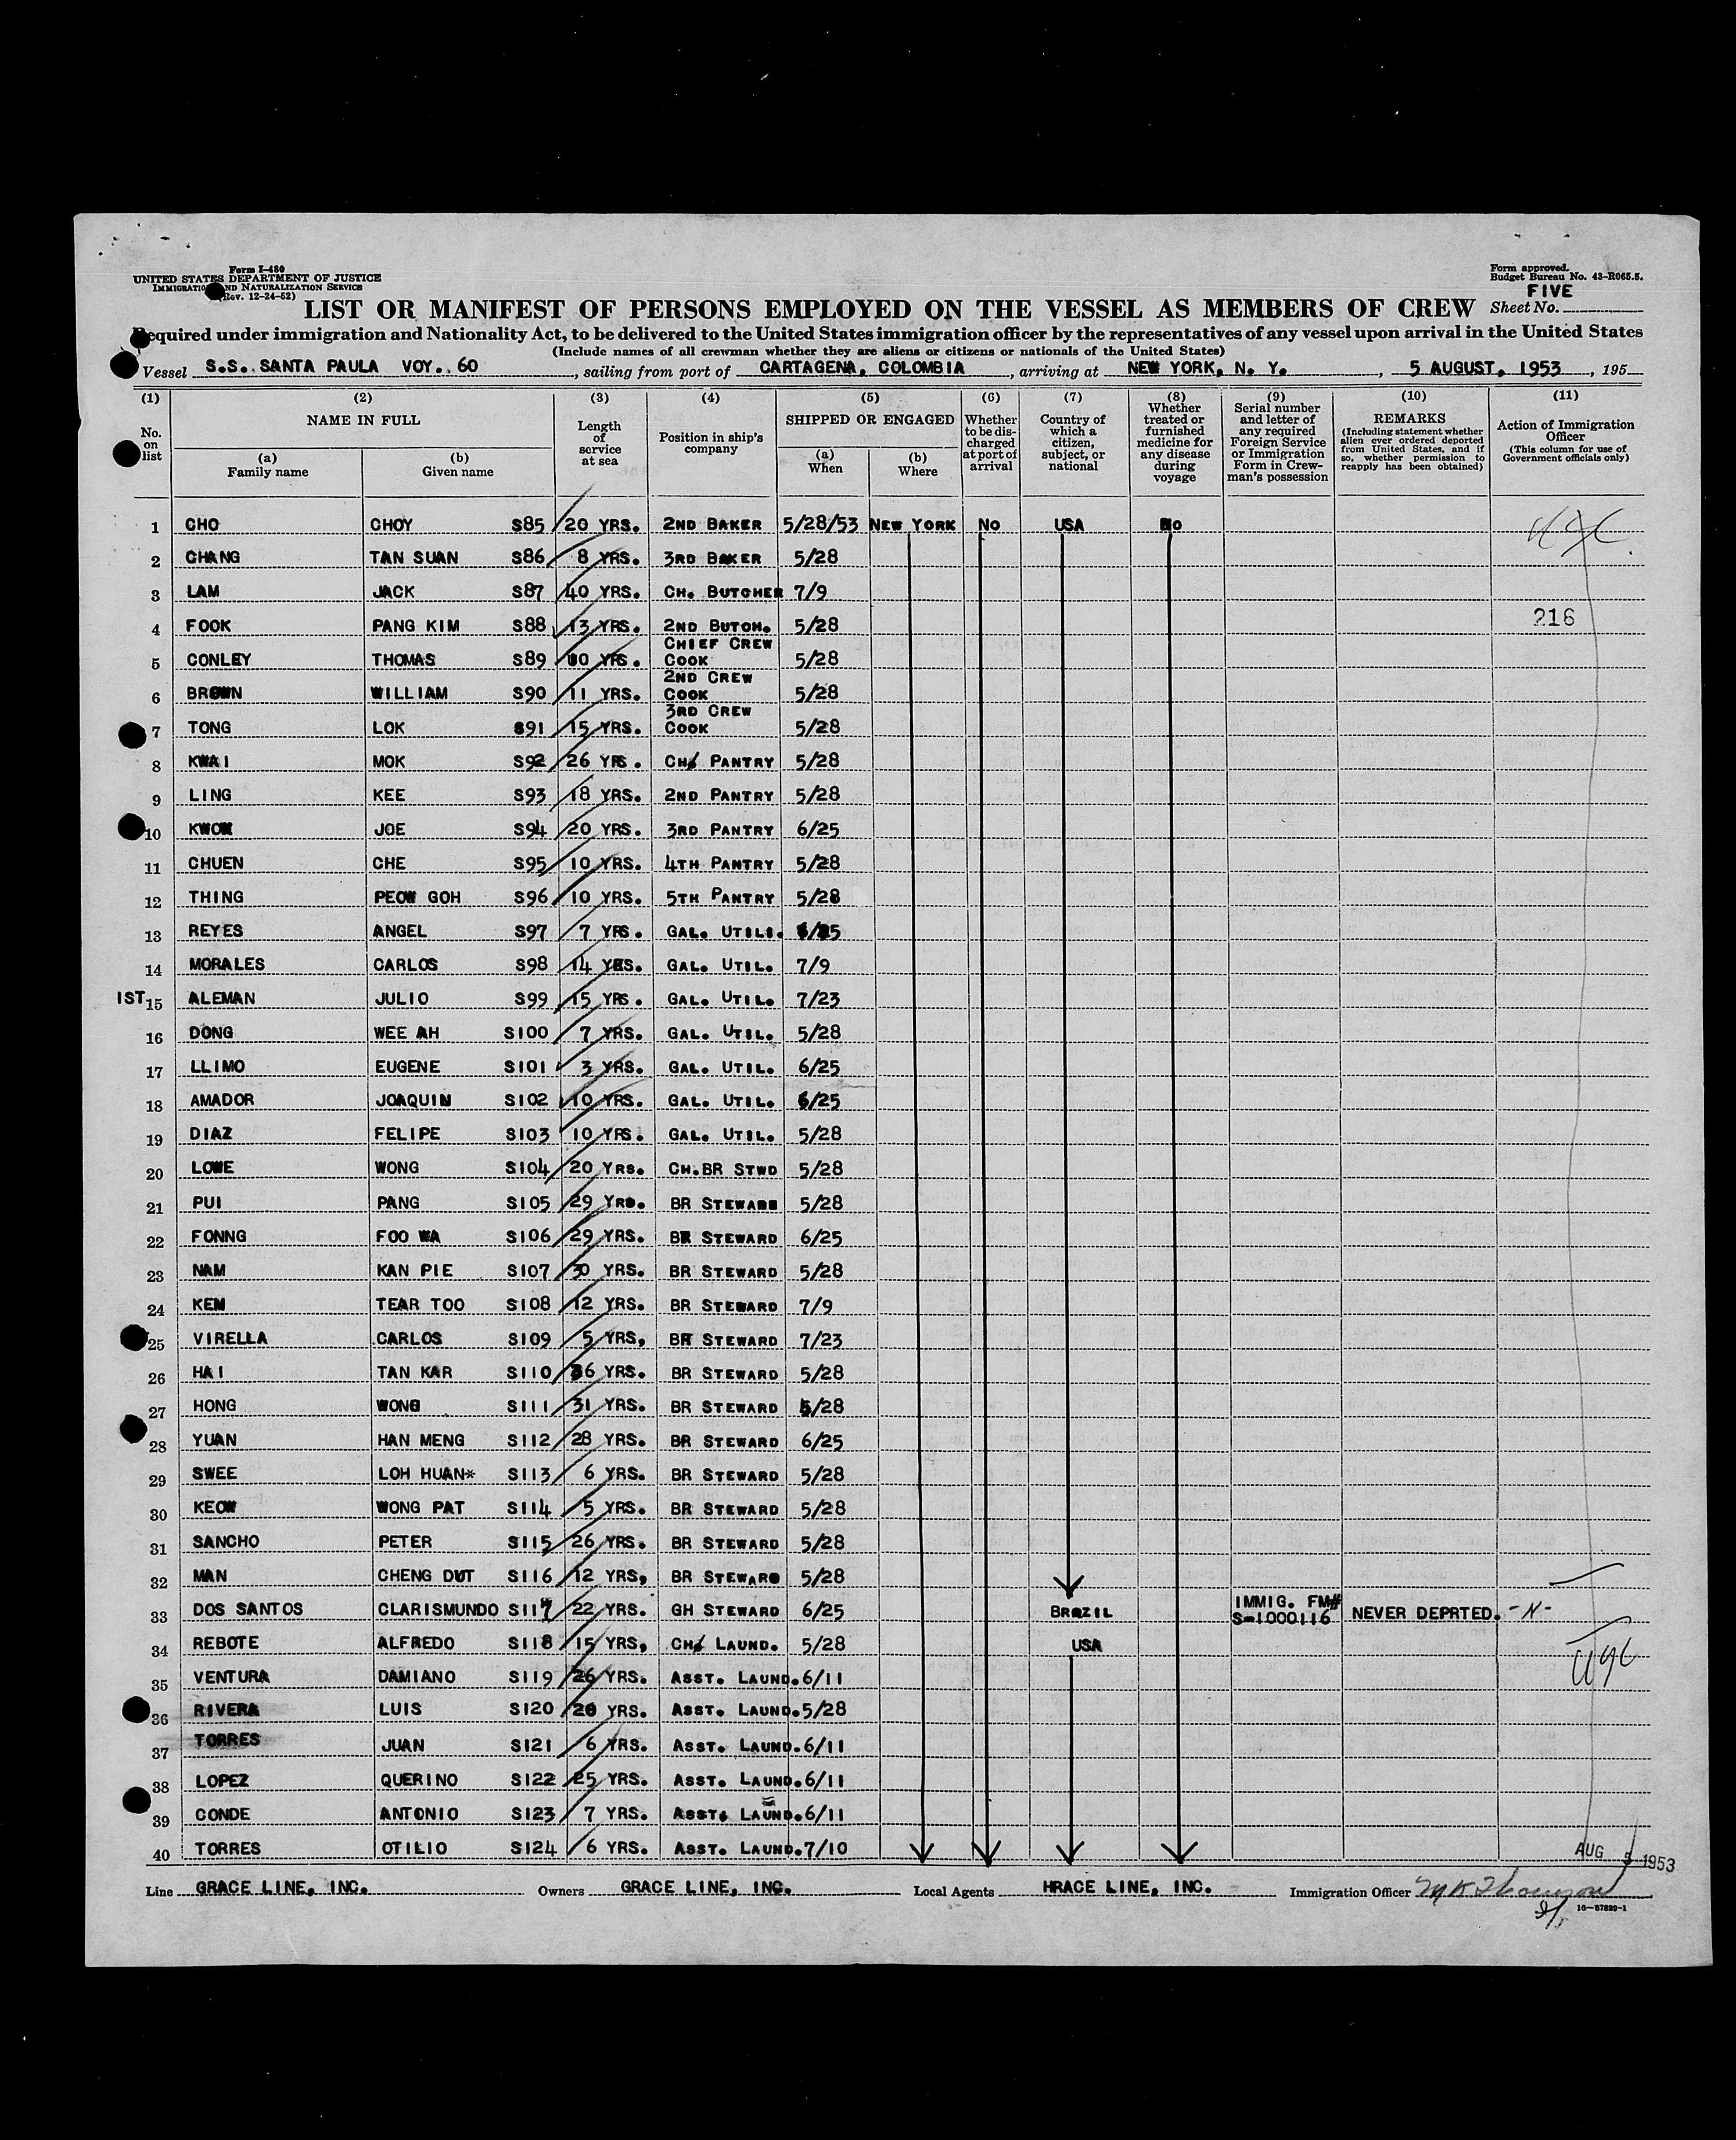 Form I-480
UNITED STATES DEPARTMENT OF JUSTICE
IMMIGRATION AND NATURALIZATION SERVICE
(Rev. 12-24-52)
Form approved.
Budget Bureau No. 43-R065.5.
FIVE
Sheet No.
LIST OR MANIFEST OF PERSONS EMPLOYED ON THE VESSEL AS MEMBERS OF CREW
Required under immigration and Nationality Act, to be delivered to the United States immigration officer by the representatives of any vessel upon arrival in the United States
(Include names of all crewman whether they are aliens or citizens or nationals of the United States)
Vessel S.S. SANTA PAULA VOY. 60, sailing from port of CARTAGENA, COLOMBIA, arriving at NEW YORK, N. Y., 5 AUGUST, 1953, 195
(1) No. on list
(2) NAME IN FULL
(a) Family name
(b) Given name
(3) Length of service at sea
(4) Position in ship's company
(5) SHIPPED OR ENGAGED
(a) When
(b) Where
(6) Whether to be discharged at port of arrival
(7) Country of which a citizen, subject, or national
(8) Whether treated or furnished medicine for any disease during voyage
(9) Serial number and letter of any required Foreign Service or Immigration Form in Crewman's possession
(10) REMARKS (Including statement whether alien ever ordered deported from United States, and if so, whether permission to reapply has been obtained)
(11) Action of Immigration Officer (This column for use of Government officials only)
1 CHO CHOY S85 20 YRS. 2ND BAKER 5/28/53 NEW YORK NO USA NO
2 CHANG TAN SUAN S86 8 YRS. 3RD BAKER 5/28
3 LAM JACK S87 40 YRS. CH. BUTCHER 7/9
216
4 FOOK PANG KIM S88 13 YRS. 2ND BUTCH. 5/28
5 CONLEY THOMAS S89 YRS. CHIEF CREW COOK 5/28
6 BROWN WILLIAM S90 11 YRS. 2ND CREW COOK 5/28
7 TONG LOK S91 15 YRS. 3RD CREW COOK 5/28
8 KWAI MOK S92 26 YRS. CH. PANTRY 5/28
9 LING KEE S93 18 YRS. 2ND PANTRY 5/28
10 KWOK JOE S94 20 YRS. 3RD PANTRY 6/25
11 CHUEN CHE S95 10 YRS. 4TH PANTRY 5/28
12 THING PEOW GOH S96 10 YRS. 5TH PANTRY 5/28
13 REYES ANGEL S97 7 YRS. GAL. UTIL. 6/25
14 MORALES CARLOS S98 14 YRS. GAL. UTIL. 7/9
1ST 15 ALEMAN JULIO S99 15 YRS. GAL. UTIL. 7/23
16 DONG WEE AH S100 7 YRS. GAL. UTIL. 5/28
17 LLIMO EUGENE S101 3 YRS. GAL. UTIL. 6/25
18 AMADOR JOAQUIN S102 10 YRS. GAL. UTIL. 6/25
19 DIAZ FELIPE S103 10 YRS. GAL. UTIL. 5/28
20 LOWE WONG S104 20 YRS. CH.BR STWD 5/28
21 PUI PANG S105 29 YRS. BR STEWARD 5/28
22 FONNG FOO WA S106 29 YRS. BR STEWARD 6/25
23 NAM KAN PIE S107 30 YRS. BR STEWARD 5/28
24 KEM TEAR TOO S108 12 YRS. BR STEWARD 7/9
25 VIRELLA CARLOS S109 5 YRS, BR STEWARD 7/23
26 HAI TAN KAR S110 36 YRS. BR STEWARD 5/28
27 HONG WONG S111 31 YRS. BR STEWARD 5/28
28 YUAN HAN MENG S112 28 YRS. BR STEWARD 6/25
29 SWEE LOH HUAN* S113 6 YRS. BR STEWARD 5/28
30 KEOW WONG PAT S114 5 YRS. BR STEWARD 5/28
31 SANCHO PETER S115 26 YRS. BR STEWARD 5/28
32 MAN CHENG DUT S116 12 YRS, BR STEWARD 5/28
33 DOS SANTOS CLARISMUNDO S117 22 YRS. GH STEWARD 6/25 BRAZIL IMMIG. FM# S-1000116 NEVER DEPRTED. -N-
34 REBOTE ALFREDO S118 15 YRS, CH. LAUND. 5/28 USA
35 VENTURA DAMIANO S119 26 YRS. ASST. LAUND. 6/11
36 RIVERA LUIS S120 20 YRS. ASST. LAUND. 5/28
37 TORRES JUAN S121 6 YRS. ASST. LAUND. 6/11
38 LOPEZ QUERINO S122 25 YRS. ASST. LAUND. 6/11
39 CONDE ANTONIO S123 7 YRS. ASST. LAUND. 6/11
40 TORRES OTILIO S124 6 YRS. ASST. LAUND. 7/10
AUG 5 1953
Line GRACE LINE, INC. Owners GRACE LINE, INC. Local Agents HRACE LINE, INC. Immigration Officer M K Thomson
16-67829-1